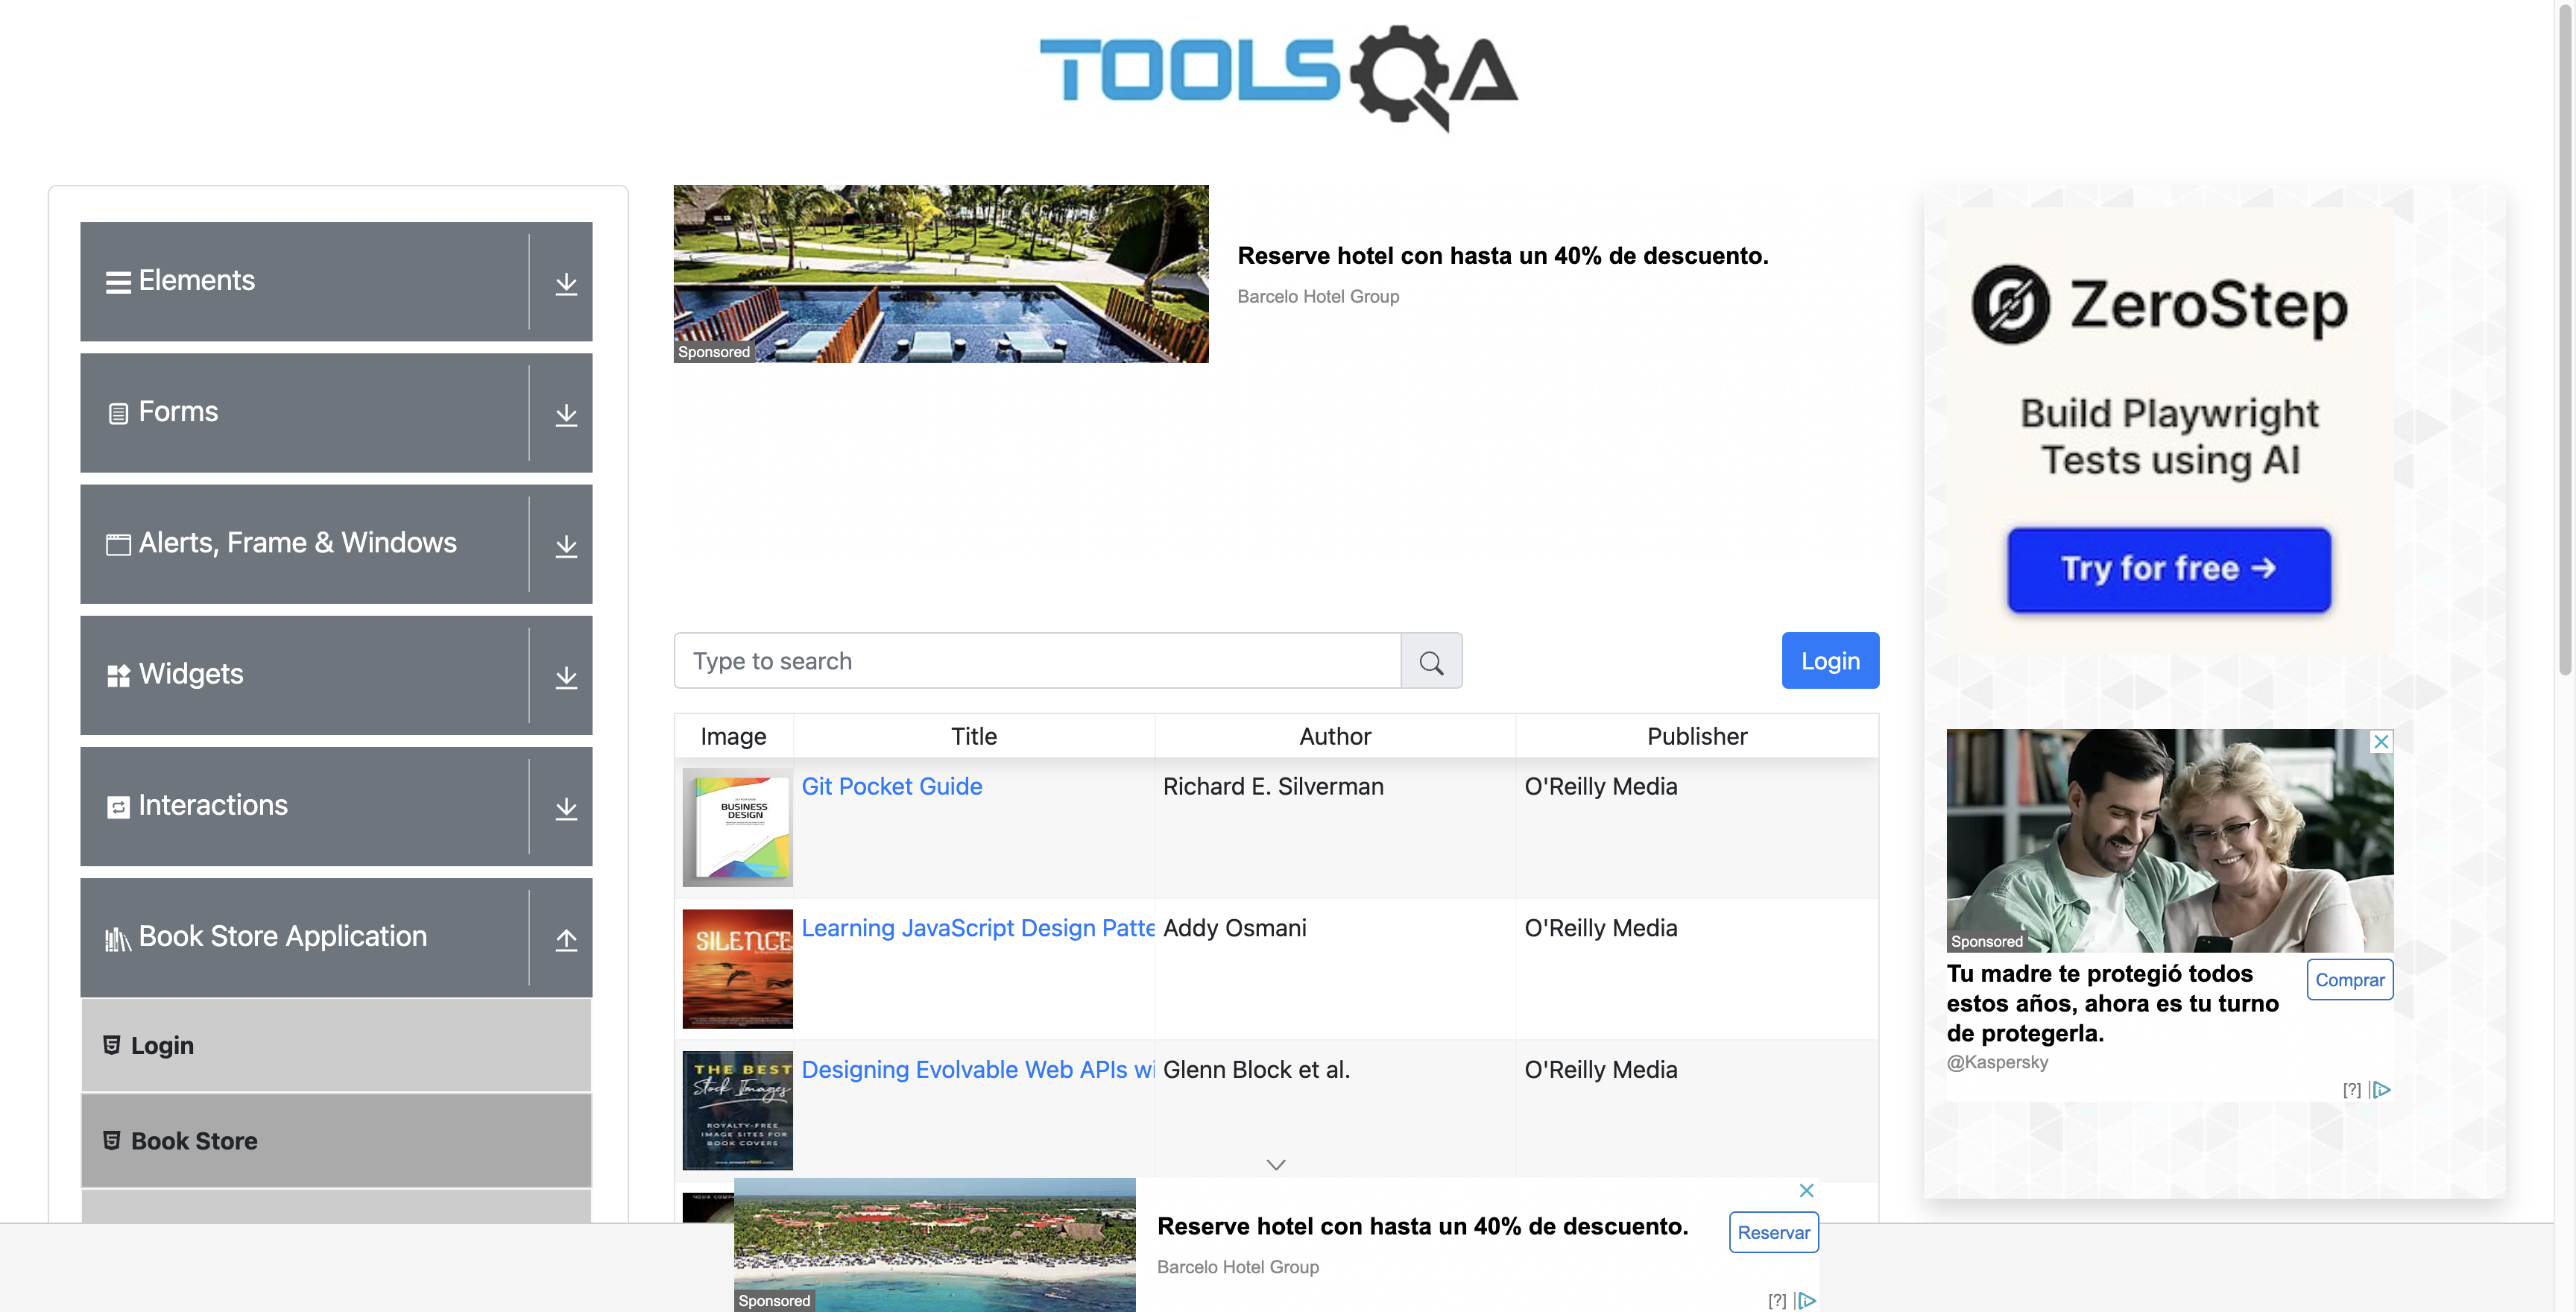 TOOLSQA
Elements
Forms
Alerts, Frame & Windows
Widgets
Interactions
Book Store Application
Login
Book Store
Sponsored
Reserve hotel con hasta un 40% de descuento.
Barcelo Hotel Group
Type to search
Login
Image Title Author Publisher
BUSINESS
DESIGN
Git Pocket Guide Richard E. Silverman O'Reilly Media
SILENCE
Learning JavaScript Design Patte Addy Osmani O'Reilly Media
THE BEST
Stock Images
ROYALTY-FREE
IMAGE SITES FOR
BOOK COVERS
Designing Evolvable Web APIs wi Glenn Block et al. O'Reilly Media
Sponsored
Reserve hotel con hasta un 40% de descuento.
Barcelo Hotel Group
Reservar
[?]
ZeroStep
Build Playwright
Tests using AI
Try for free →
Sponsored
Tu madre te protegió todos
estos años, ahora es tu turno
de protegerla.
@Kaspersky
Comprar
[?]